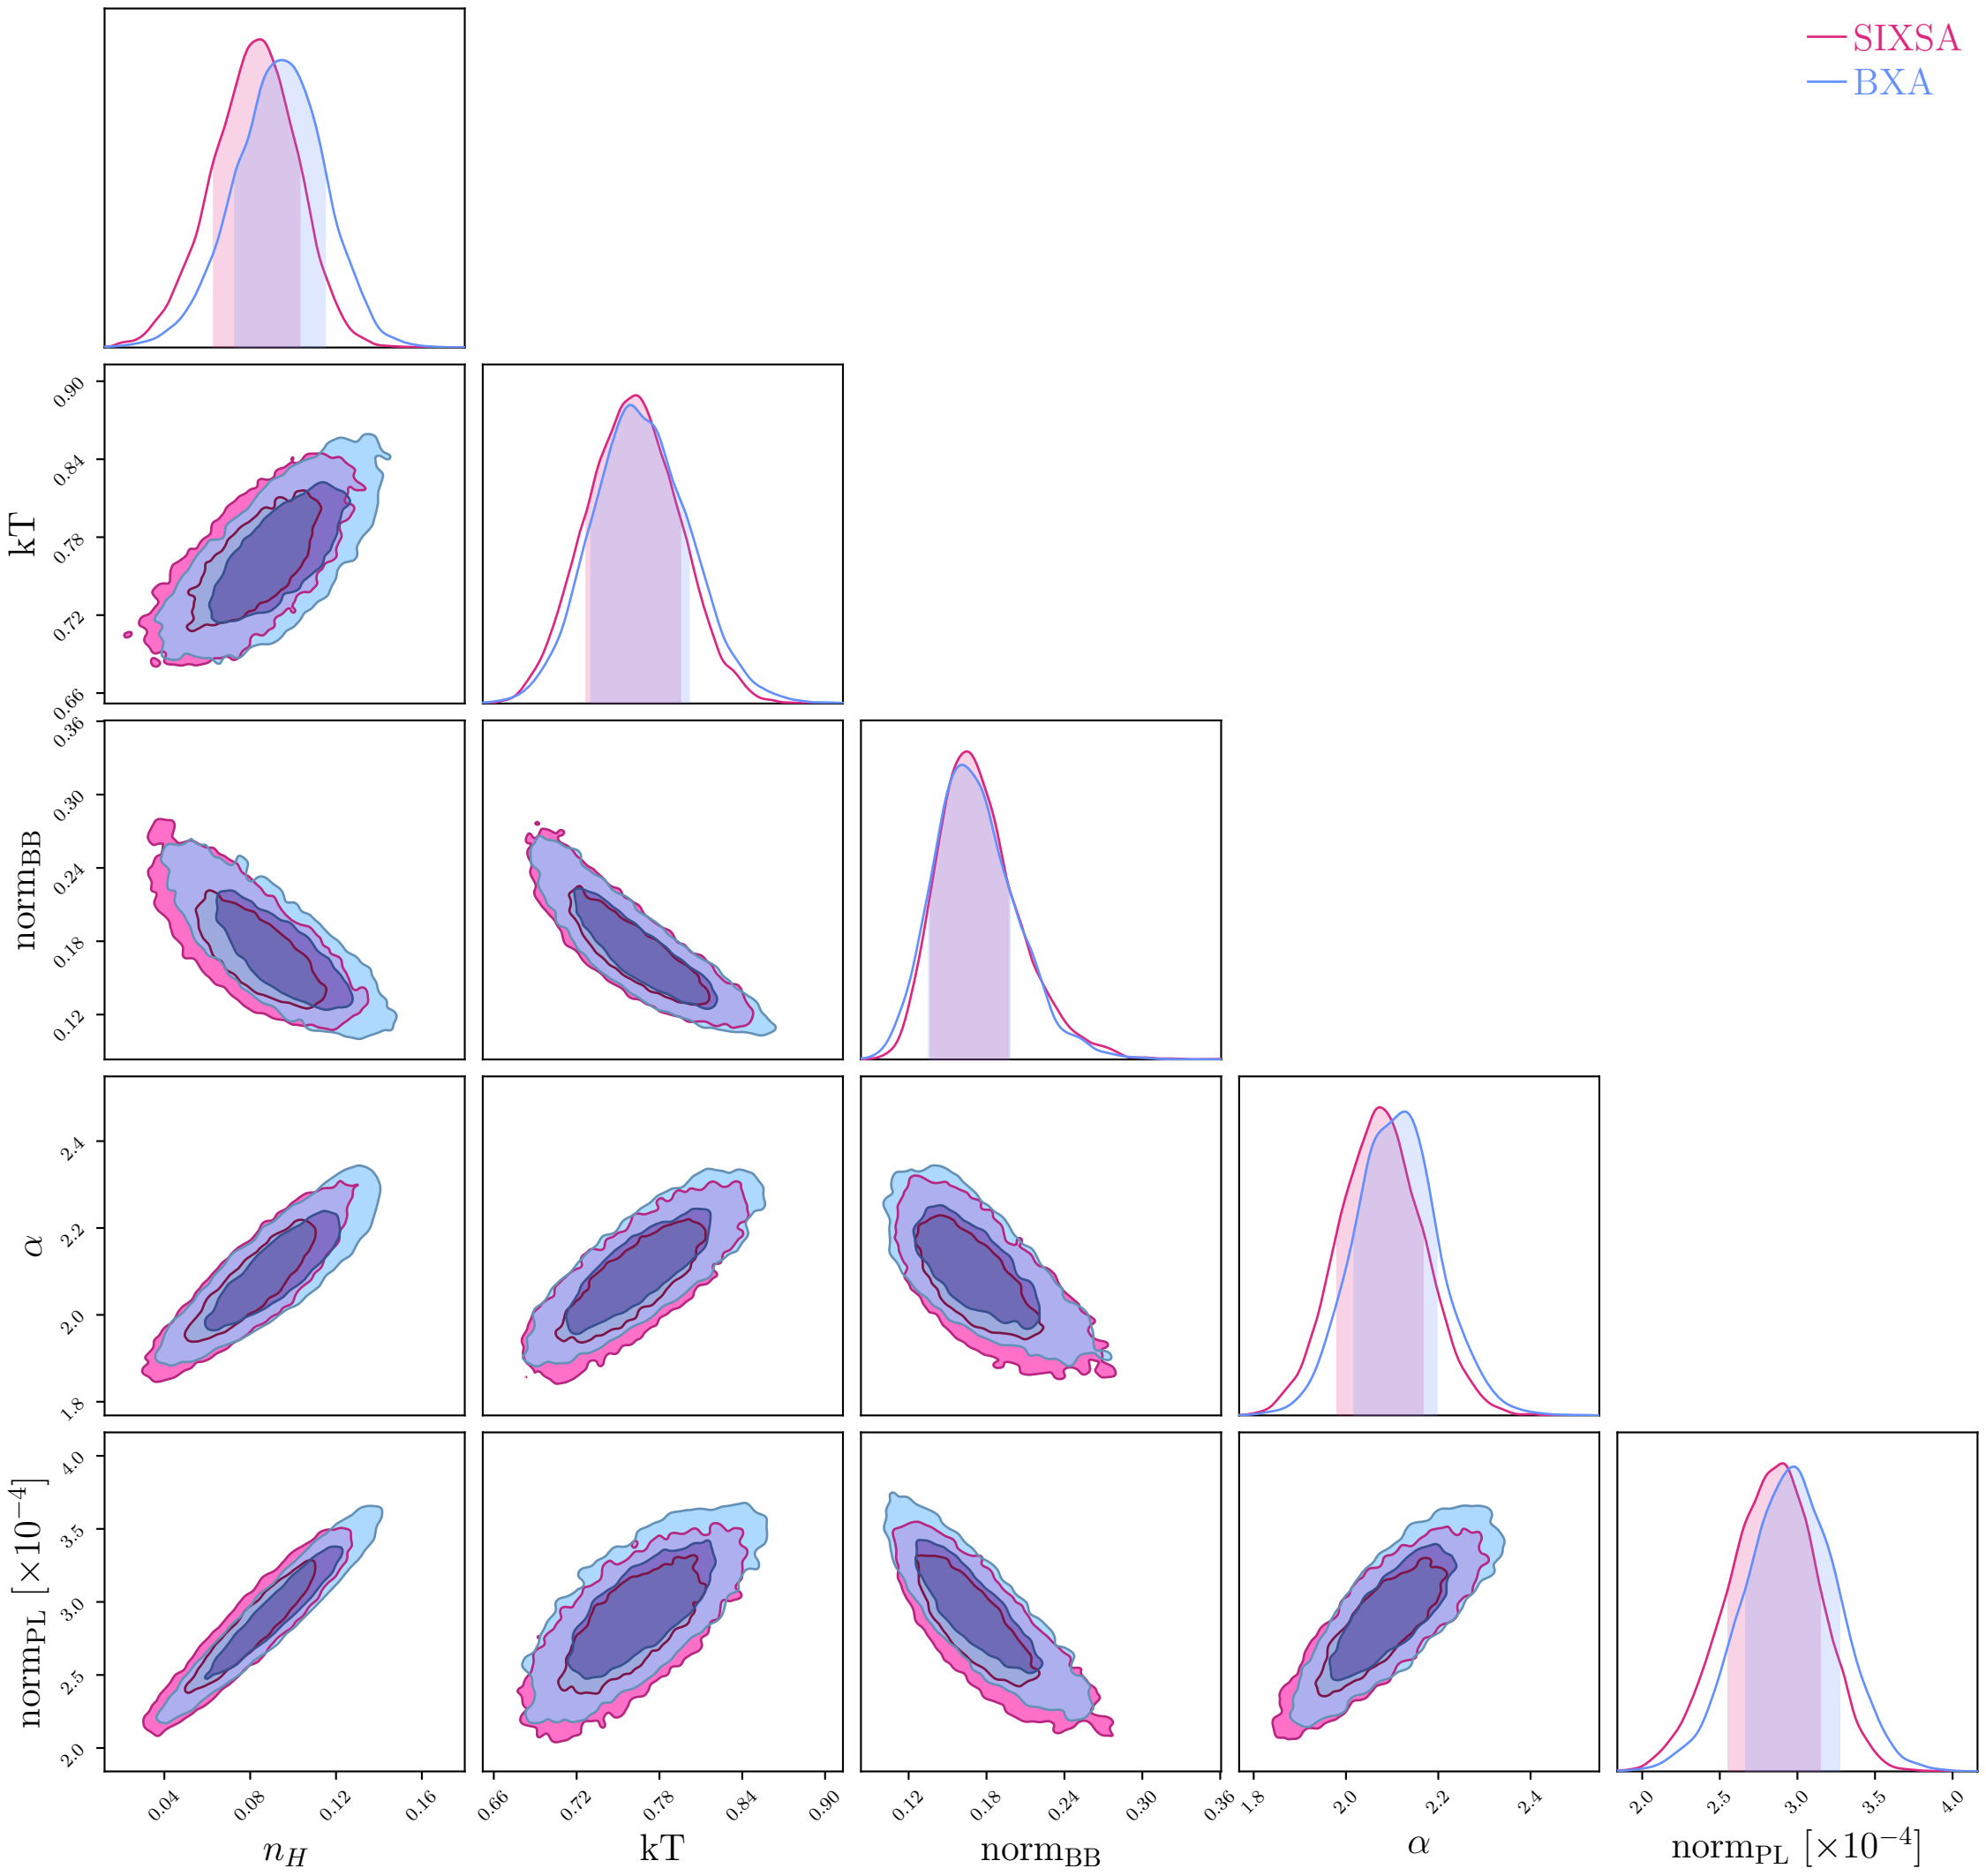 SIXSA
BXA
0.90
0.84
0.78
0.72
0.66
kT
0.36
0.30
0.24
0.18
0.12
norm_BB
2.4
2.2
2.0
1.8
α
4.0
3.5
3.0
2.5
2.0
norm_PL [×10⁻⁴]
0.04 0.08 0.12 0.16
0.66 0.72 0.78 0.84 0.90
0.12 0.18 0.24 0.30 0.36
1.8 2.0 2.2 2.4
2.0 2.5 3.0 3.5 4.0
n_H
kT
norm_BB
α
norm_PL [×10⁻⁴]